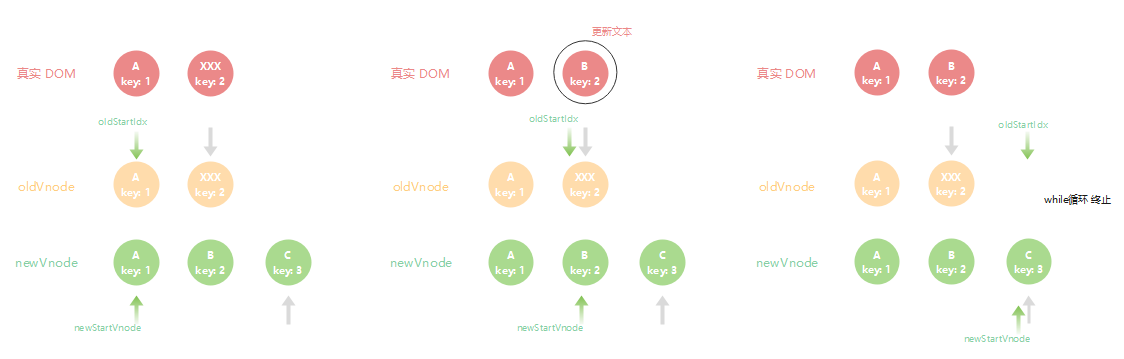 真实 DOM
A
key: 1
XXX
key: 2
oldStartIdx
oldVnode
A
key: 1
XXX
key: 2
newVnode
A
key: 1
B
key: 2
C
key: 3
newStartVnode
更新文本
真实 DOM
A
key: 1
B
key: 2
oldStartIdx
oldVnode
A
key: 1
XXX
key: 2
newVnode
A
key: 1
B
key: 2
C
key: 3
newStartVnode
真实 DOM
A
key: 1
B
key: 2
oldStartIdx
oldVnode
A
key: 1
XXX
key: 2
while循环 终止
newVnode
A
key: 1
B
key: 2
C
key: 3
newStartVnode